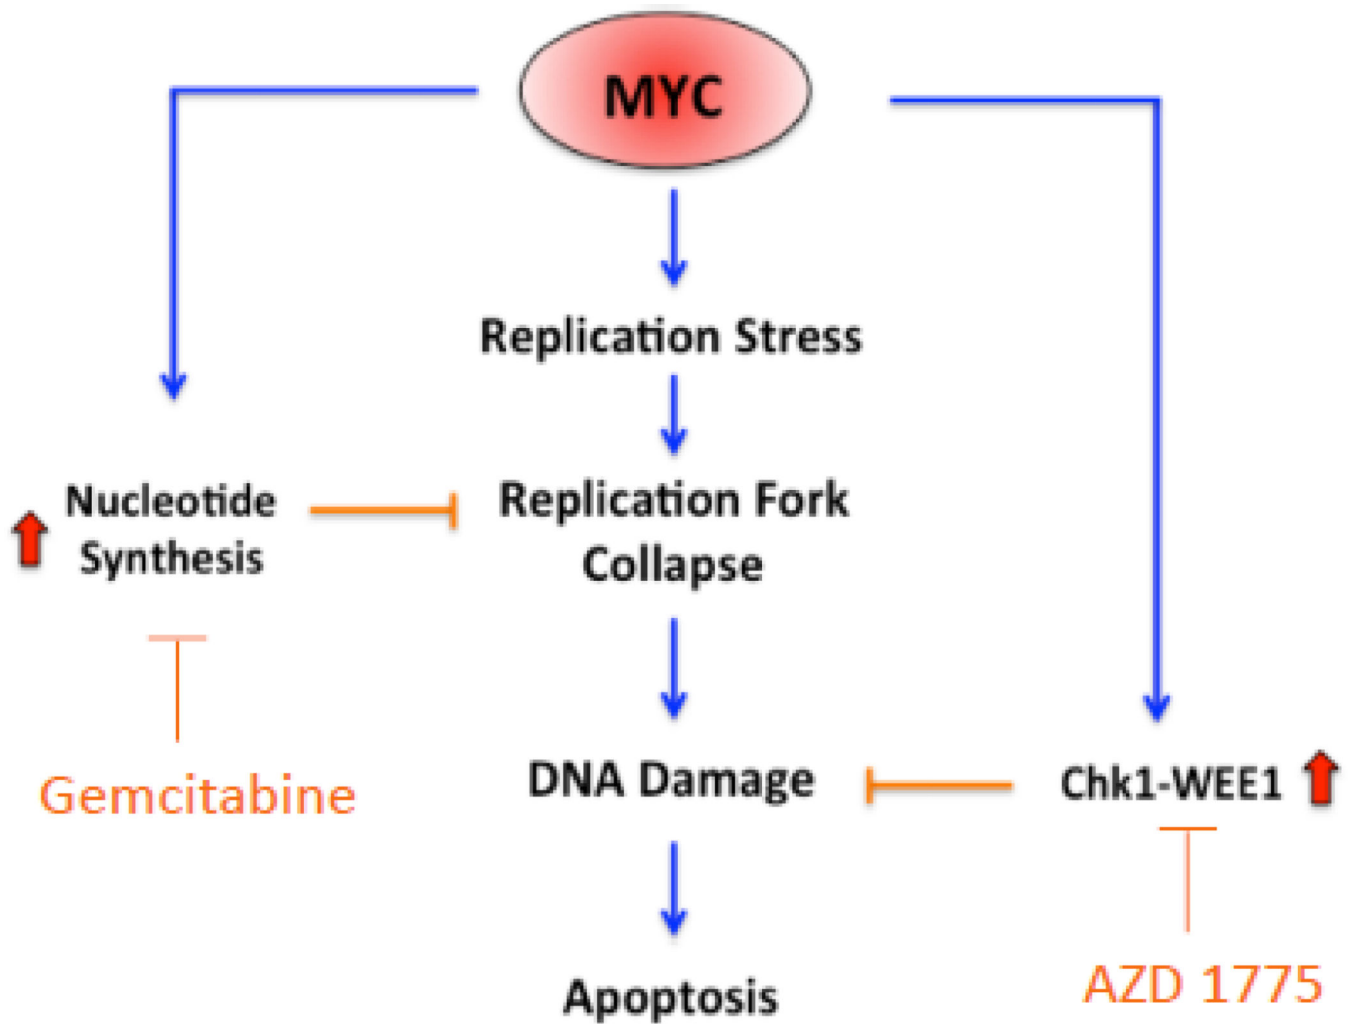 MYC
Replication Stress
Nucleotide
Synthesis
Replication Fork
Collapse
Gemcitabine
DNA Damage
Chk1-WEE1
Apoptosis
AZD 1775